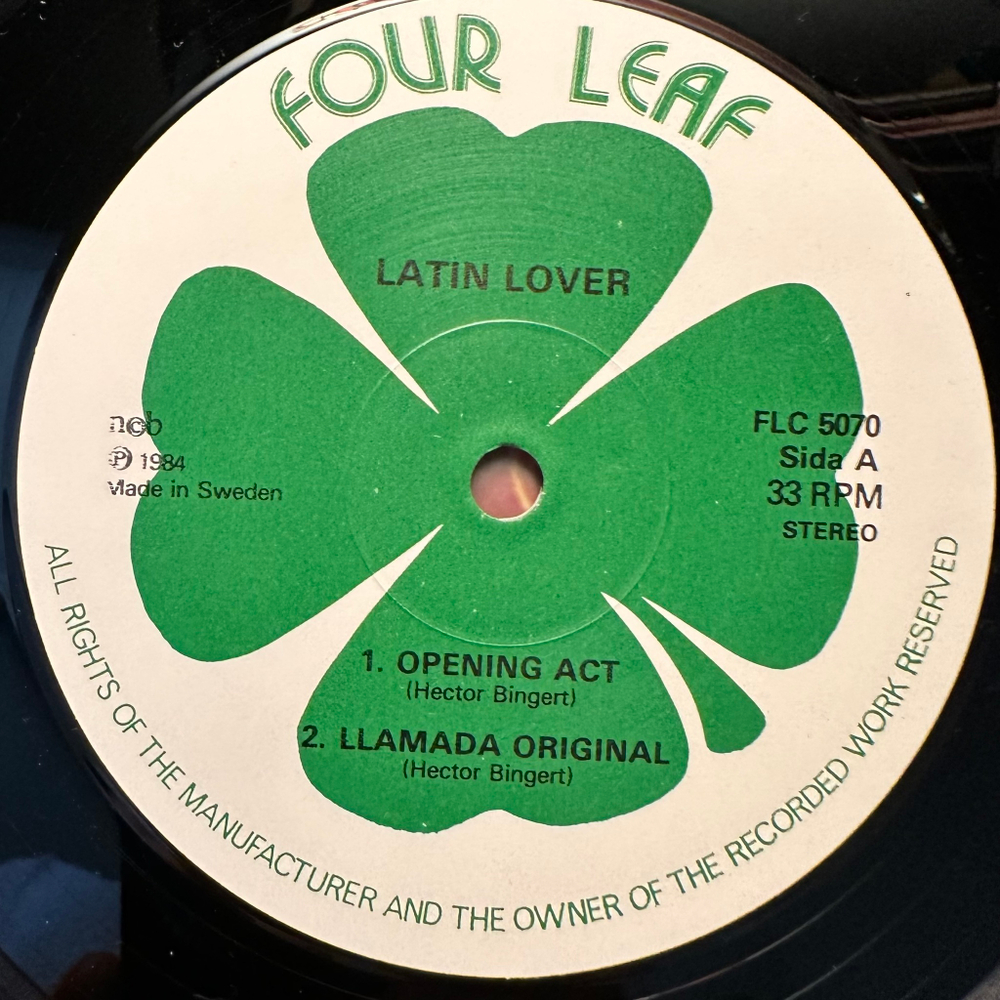 FOUR LEAF
LATIN LOVER
ncb
Ⓟ 1984
Made in Sweden
FLC 5070
Sida A
33 RPM
STEREO
1. OPENING ACT
(Hector Bingert)
2. LLAMADA ORIGINAL
(Hector Bingert)
ALL RIGHTS OF THE MANUFACTURER AND THE OWNER OF THE RECORDED WORK RESERVED